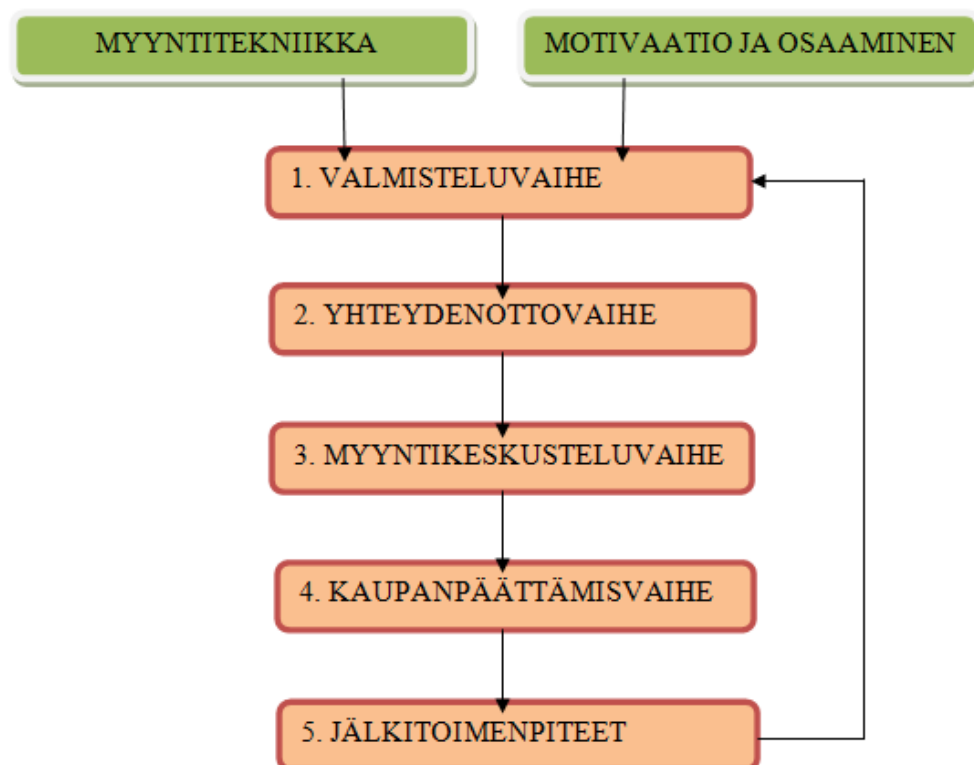 MYYNTITEKNIIKKA
MOTIVAATIO JA OSAAMINEN
1. VALMISTELUVAIHE
2. YHTEYDENOTTOVAIHE
3. MYYNTIKESKUSTELUVAIHE
4. KAUPANPÄÄTTÄMISVAIHE
5. JÄLKITOIMENPITEET